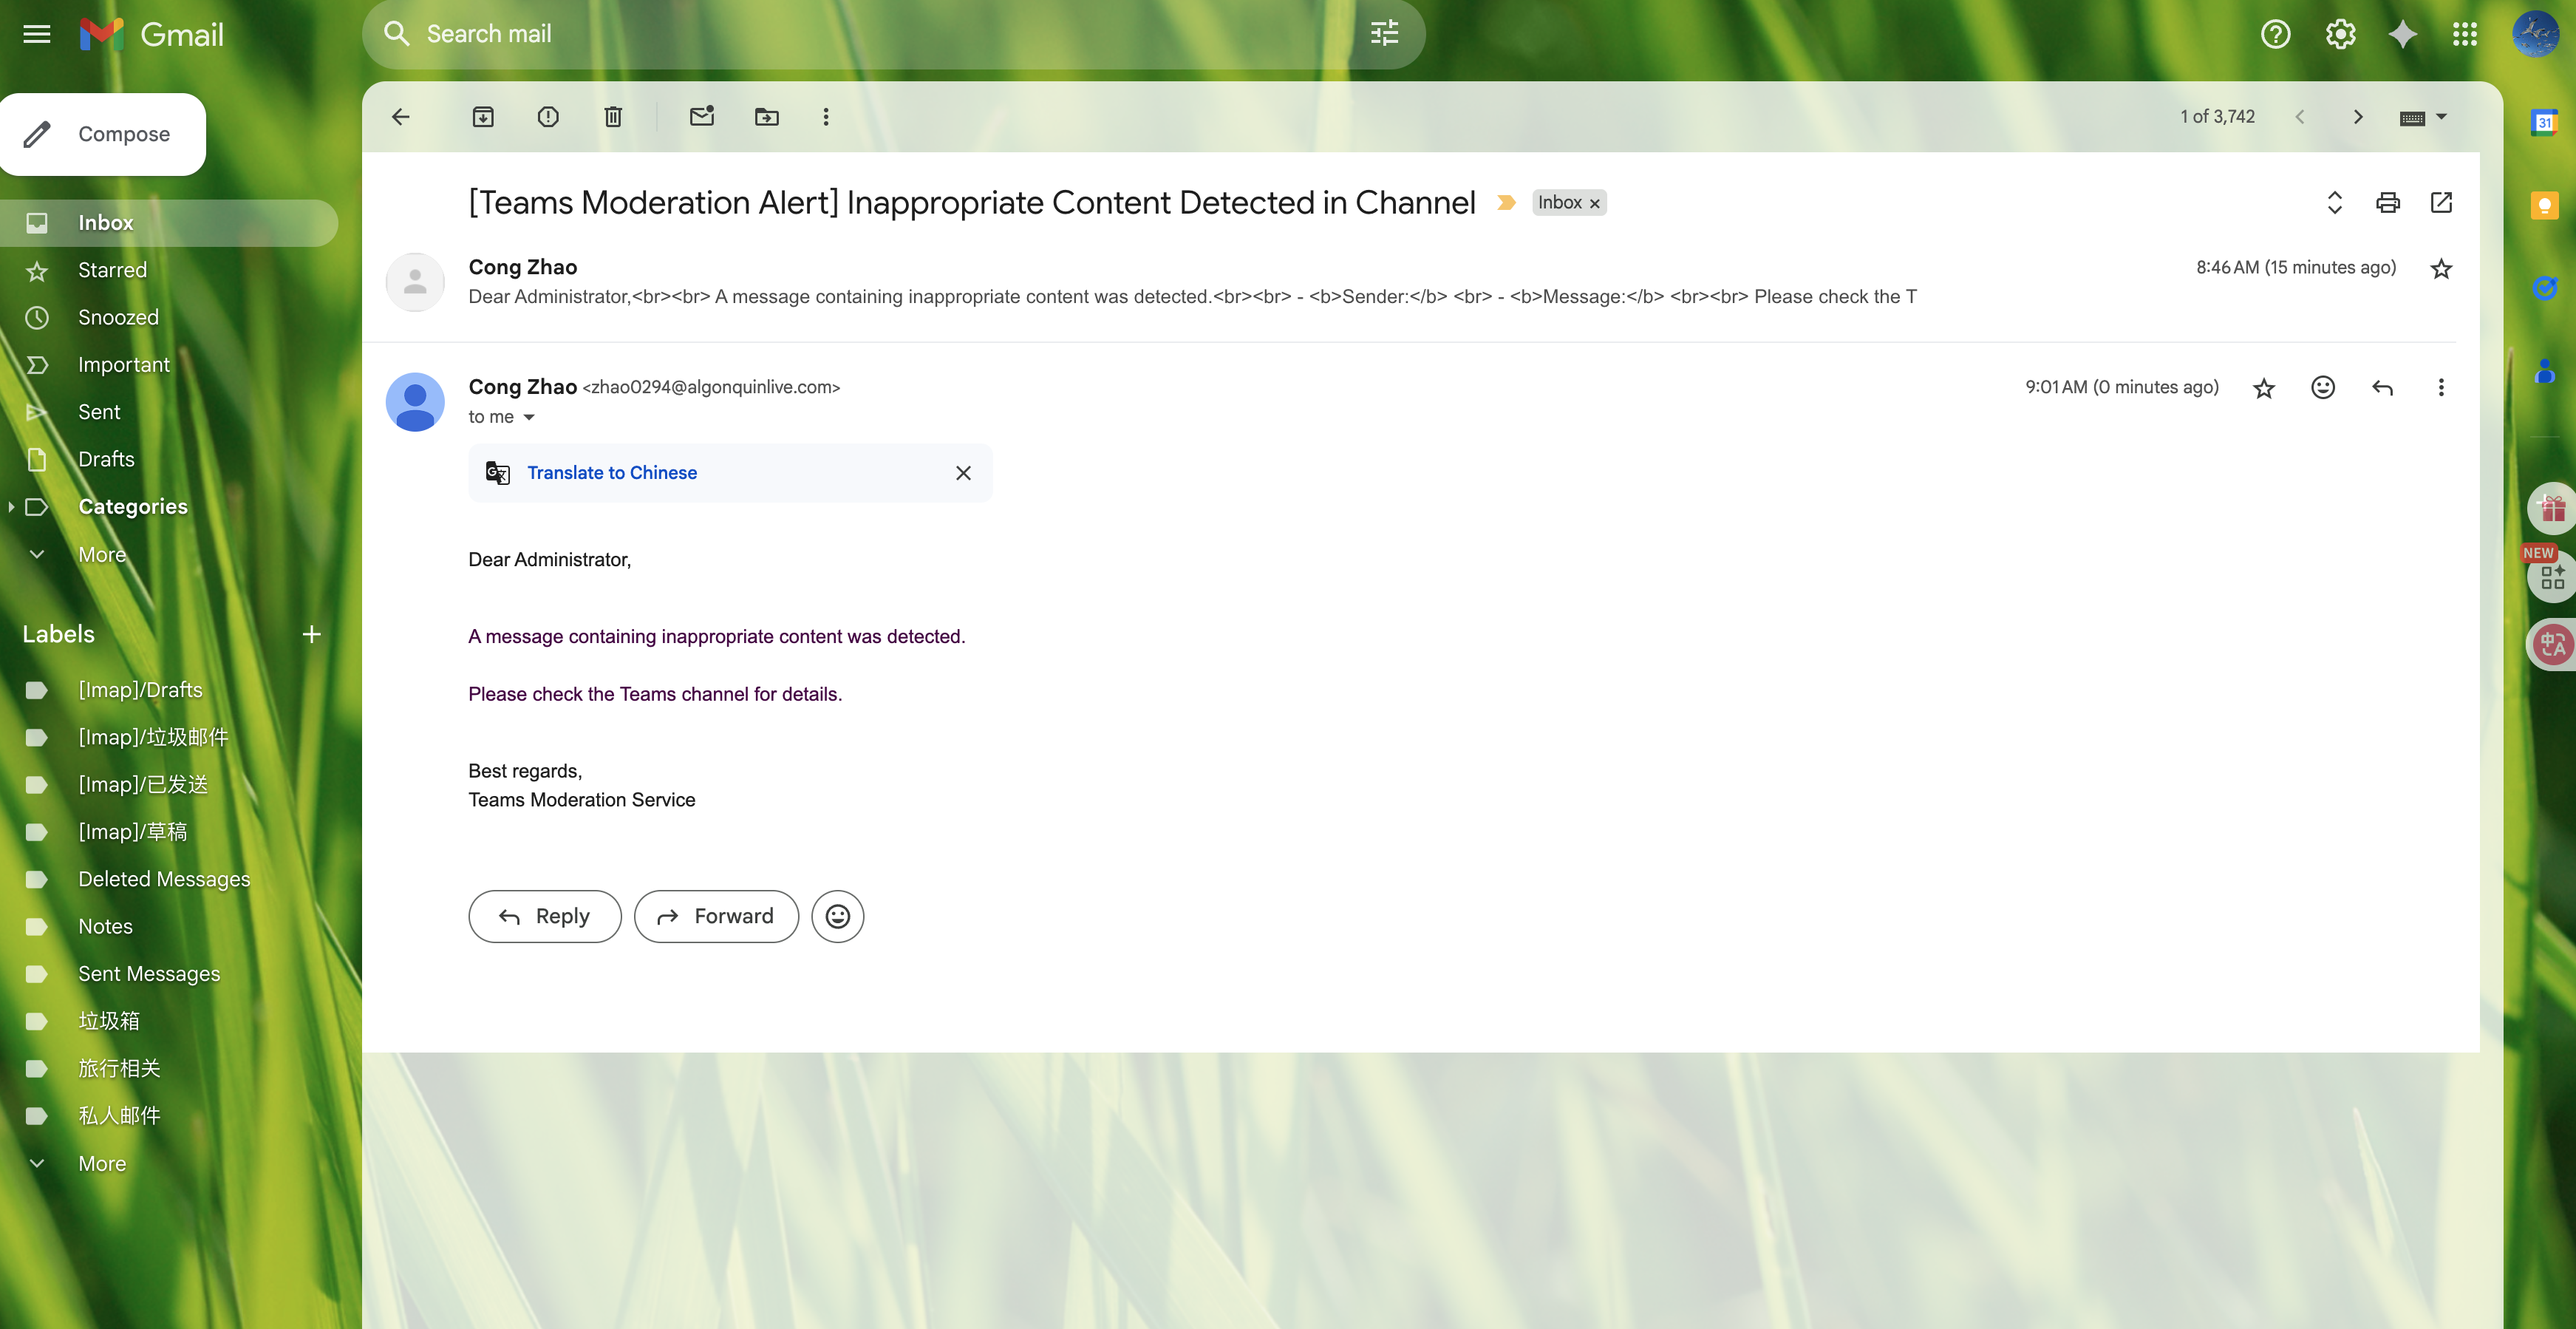 Gmail
Search mail
Compose
1 of 3,742
31
Inbox
Starred
Snoozed
Important
Sent
Drafts
Categories
More
Labels
[Imap]/Drafts
[Imap]/垃圾邮件
[Imap]/已发送
[Imap]/草稿
Deleted Messages
Notes
Sent Messages
垃圾箱
旅行相关
私人邮件
More
[Teams Moderation Alert] Inappropriate Content Detected in Channel
Inbox ×
Cong Zhao
8:46 AM (15 minutes ago)
Dear Administrator,<br><br> A message containing inappropriate content was detected.<br><br> - <b>Sender:</b> <br> - <b>Message:</b> <br><br> Please check the T
Cong Zhao <zhao0294@algonquinlive.com>
9:01 AM (0 minutes ago)
to me
Translate to Chinese
Dear Administrator,
A message containing inappropriate content was detected.
Please check the Teams channel for details.
Best regards,
Teams Moderation Service
Reply
Forward
NEW
中A